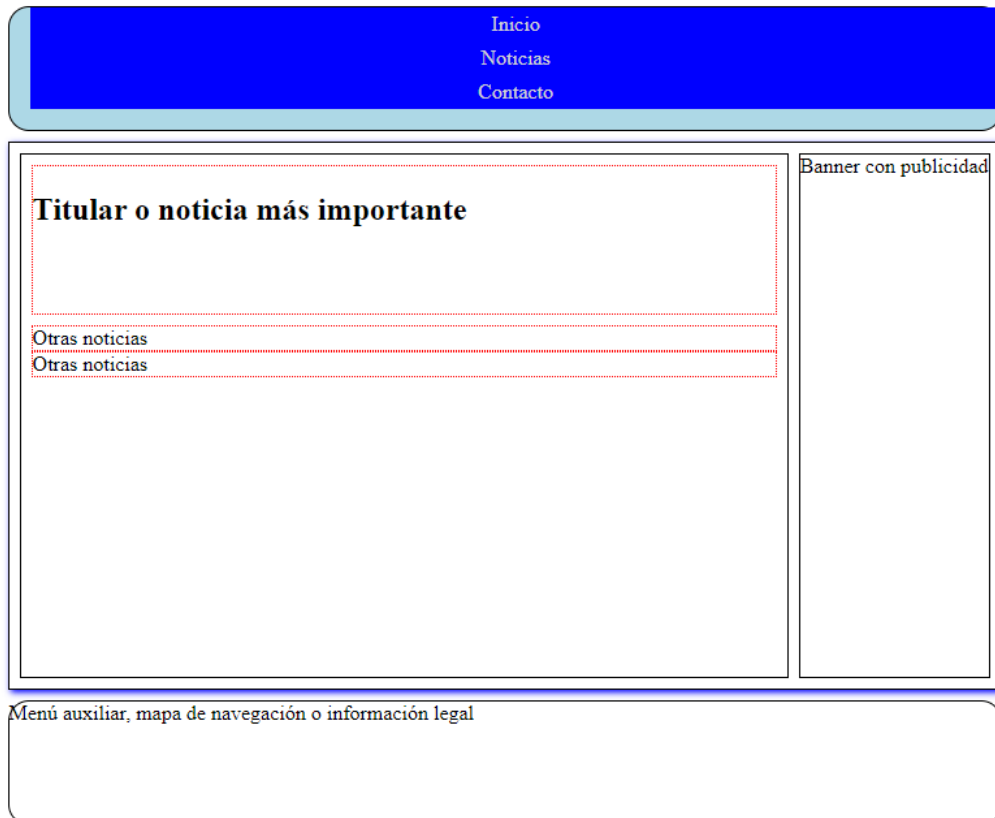 Inicio
Noticias
Contacto
Titular o noticia más importante
Banner con publicidad
Otras noticias
Otras noticias
Menú auxiliar, mapa de navegación o información legal